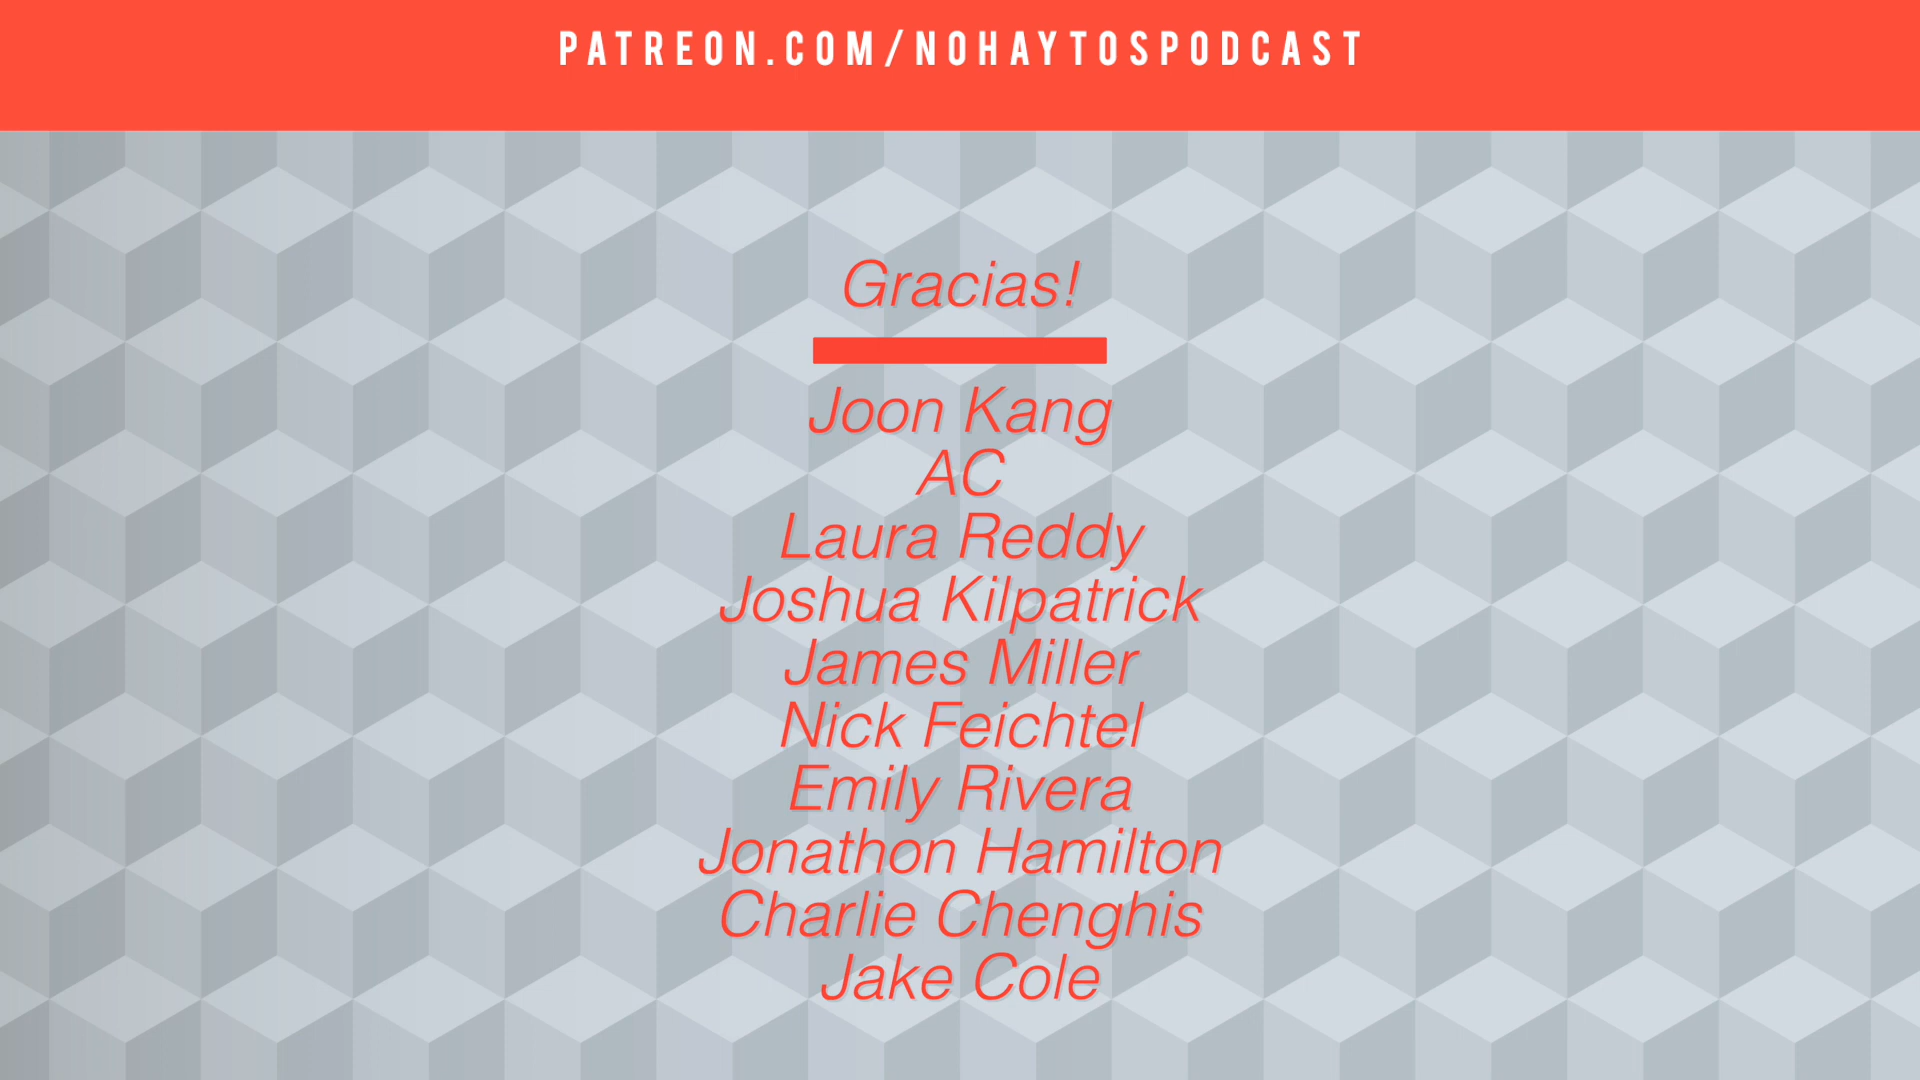 PATREON.COM/NOHAYTOSPODCAST
Gracias!
Joon Kang
AC
Laura Reddy
Joshua Kilpatrick
James Miller
Nick Feichtel
Emily Rivera
Jonathon Hamilton
Charlie Chenghis
Jake Cole